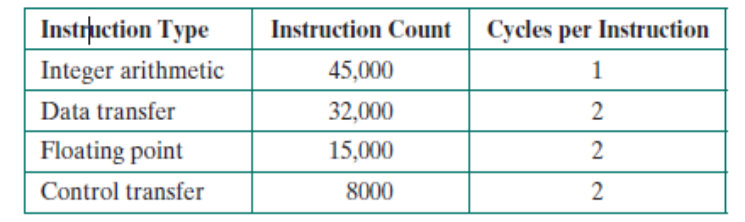 Instruction Type Instruction Count Cycles per Instruction
Integer arithmetic 45,000 1
Data transfer 32,000 2
Floating point 15,000 2
Control transfer 8000 2